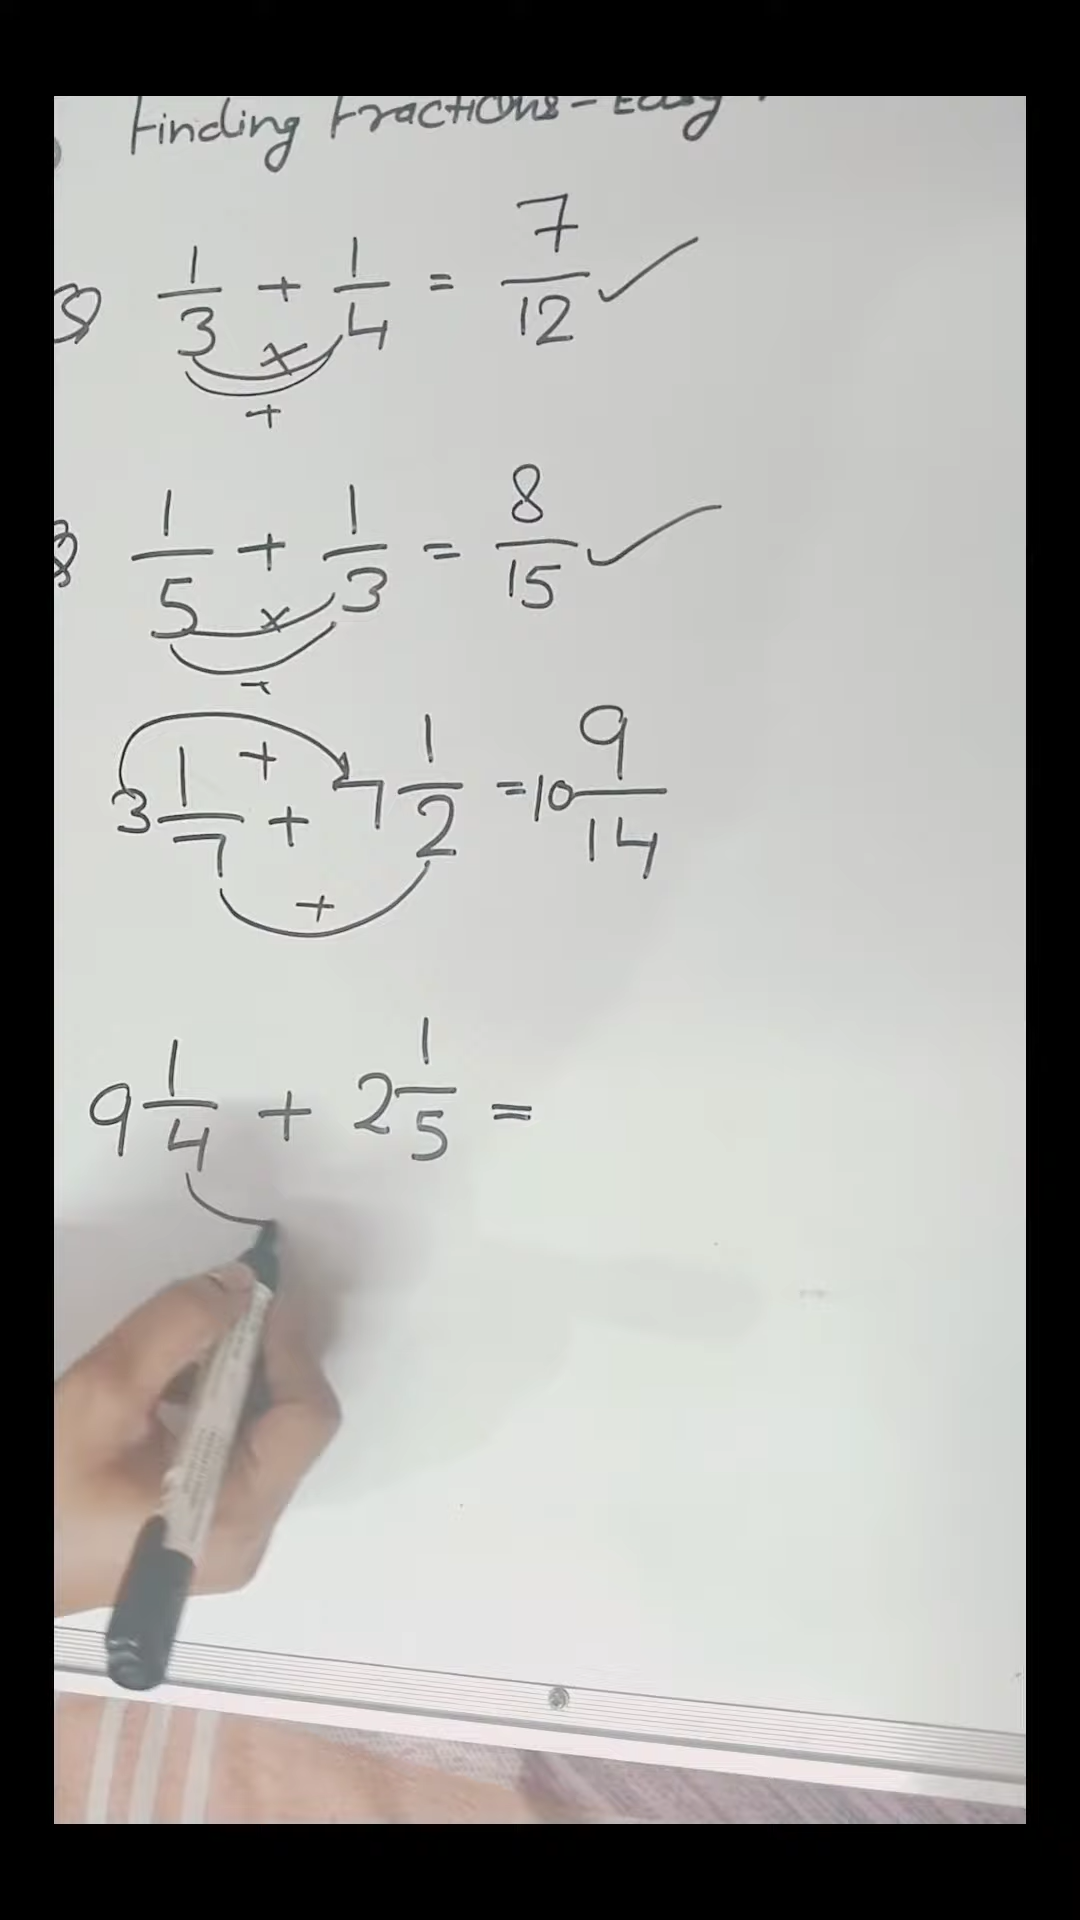 Finding Fractions - Easy
1/3 + 1/4 = 7/12 ✓
×
+
1/5 + 1/3 = 8/15 ✓
×
+
+
3 1/7 + 7 1/2 = 10 9/14
+
9 1/4 + 2 1/5 =